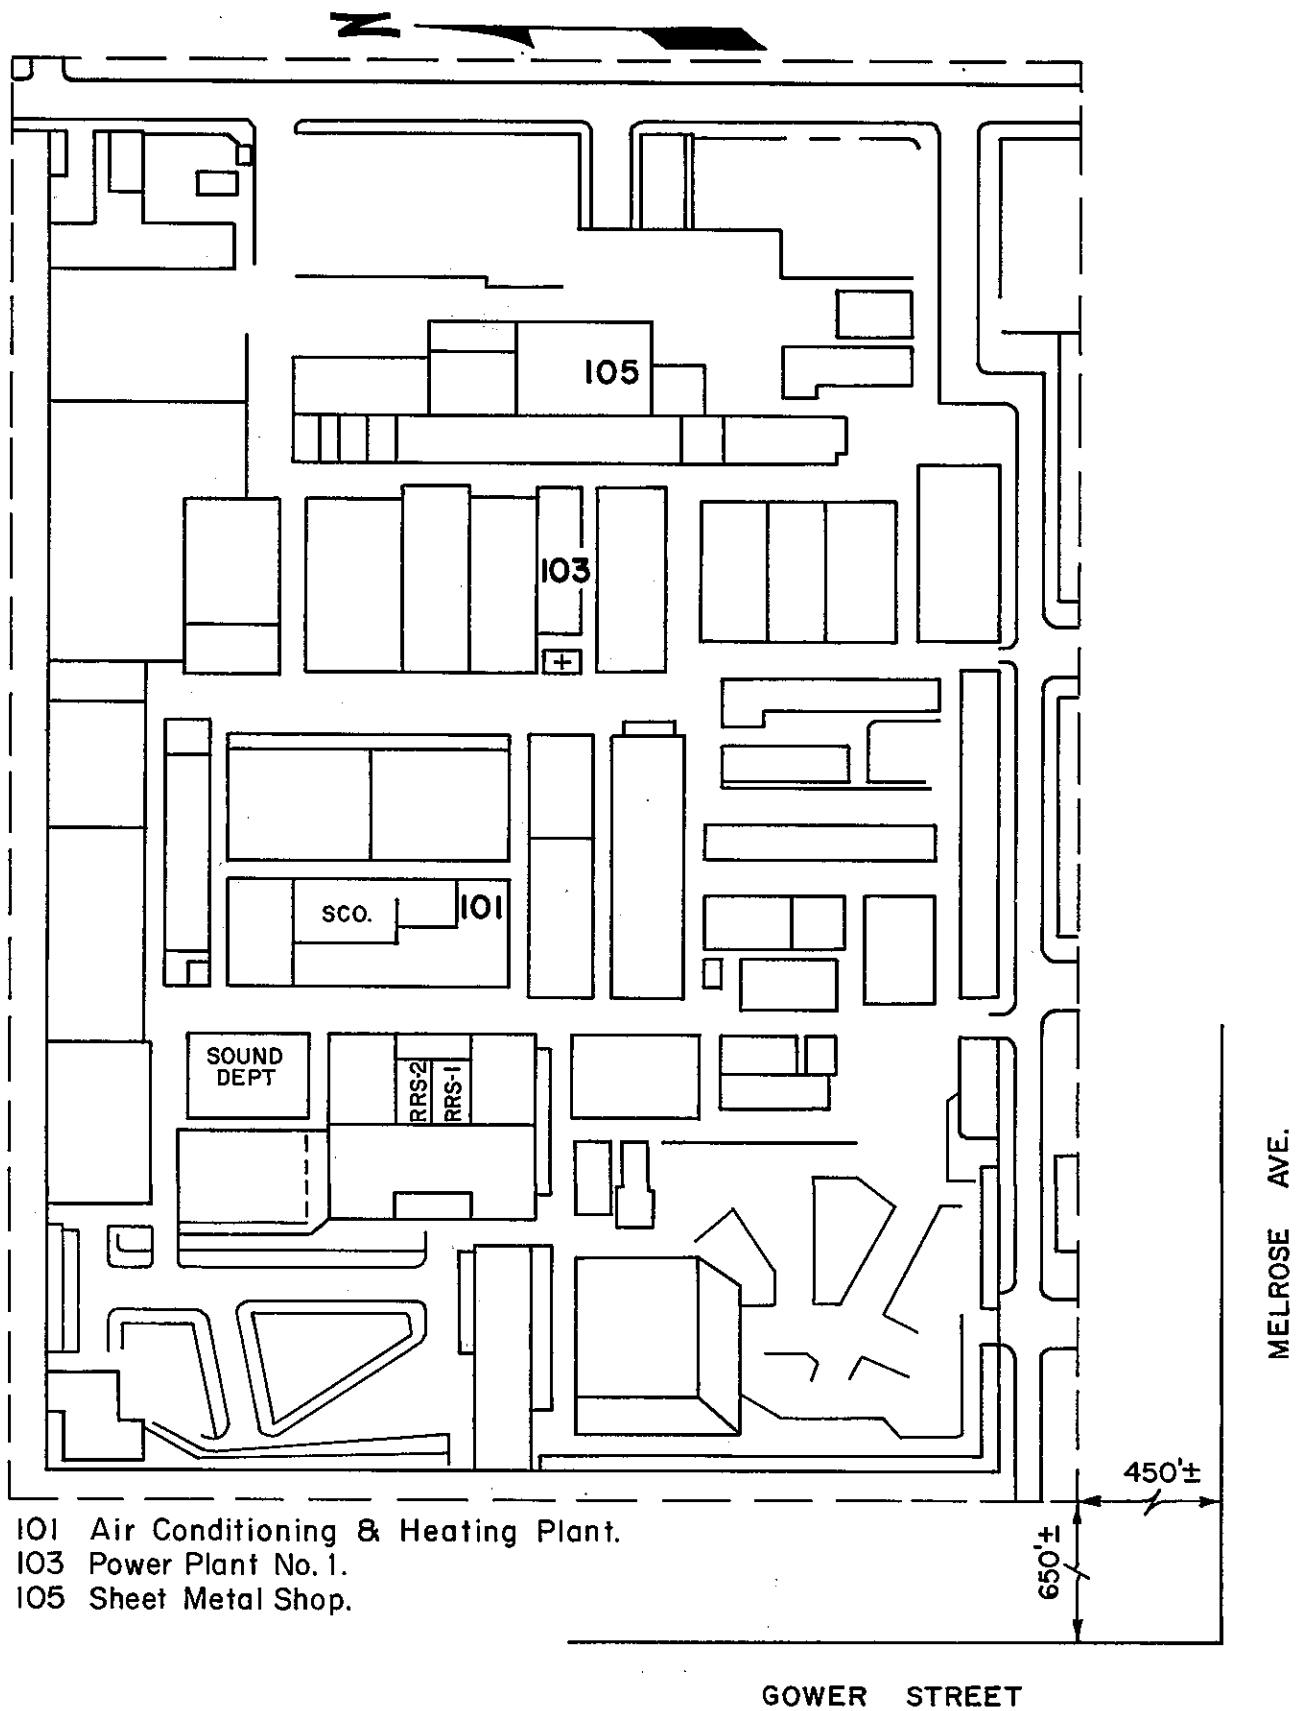 N
105
103
SCO.
101
SOUND
DEPT
RRS-2
RRS-1
MELROSE AVE.
450'±
650'±
101 Air Conditioning & Heating Plant.
103 Power Plant No. 1.
105 Sheet Metal Shop.
GOWER STREET